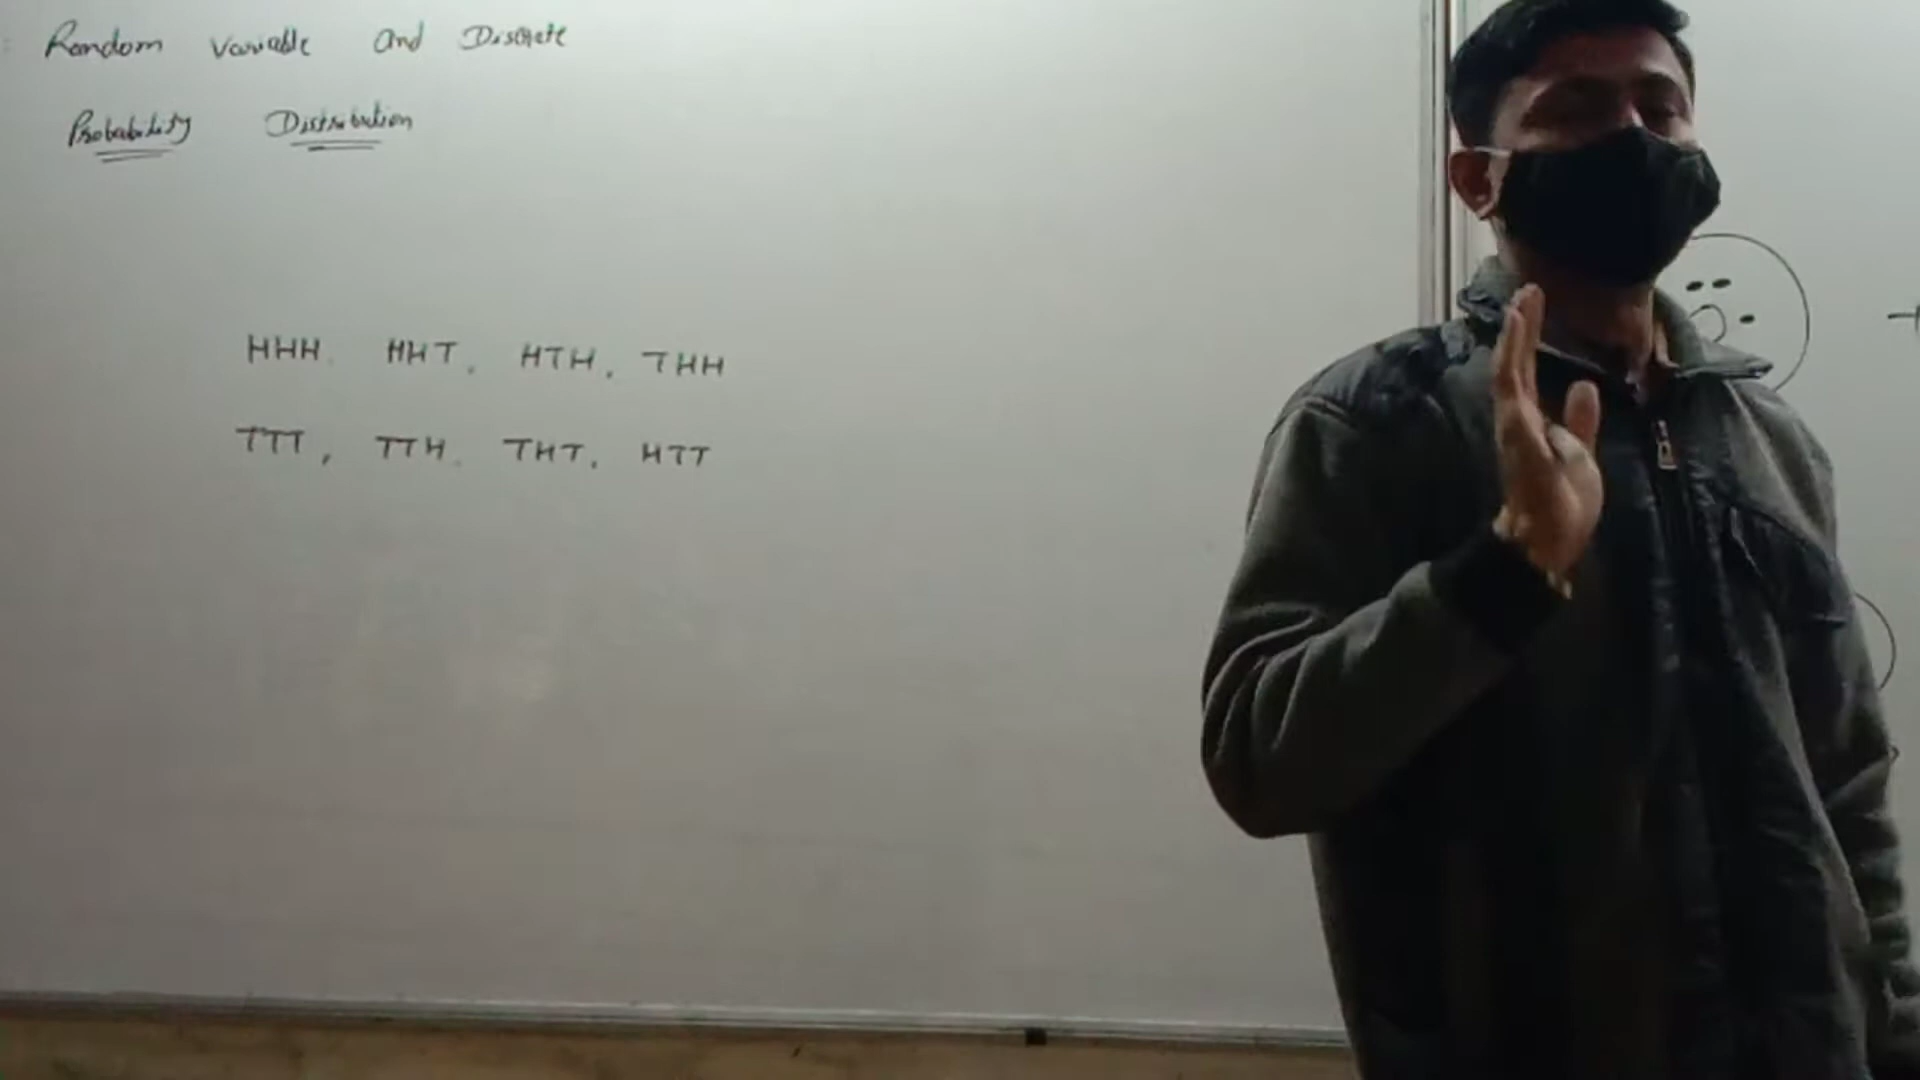 Random Variable And Discrete
Probability Distribution
HHH. HHT, HTH, THH
TTT, TTH. THT, HTT